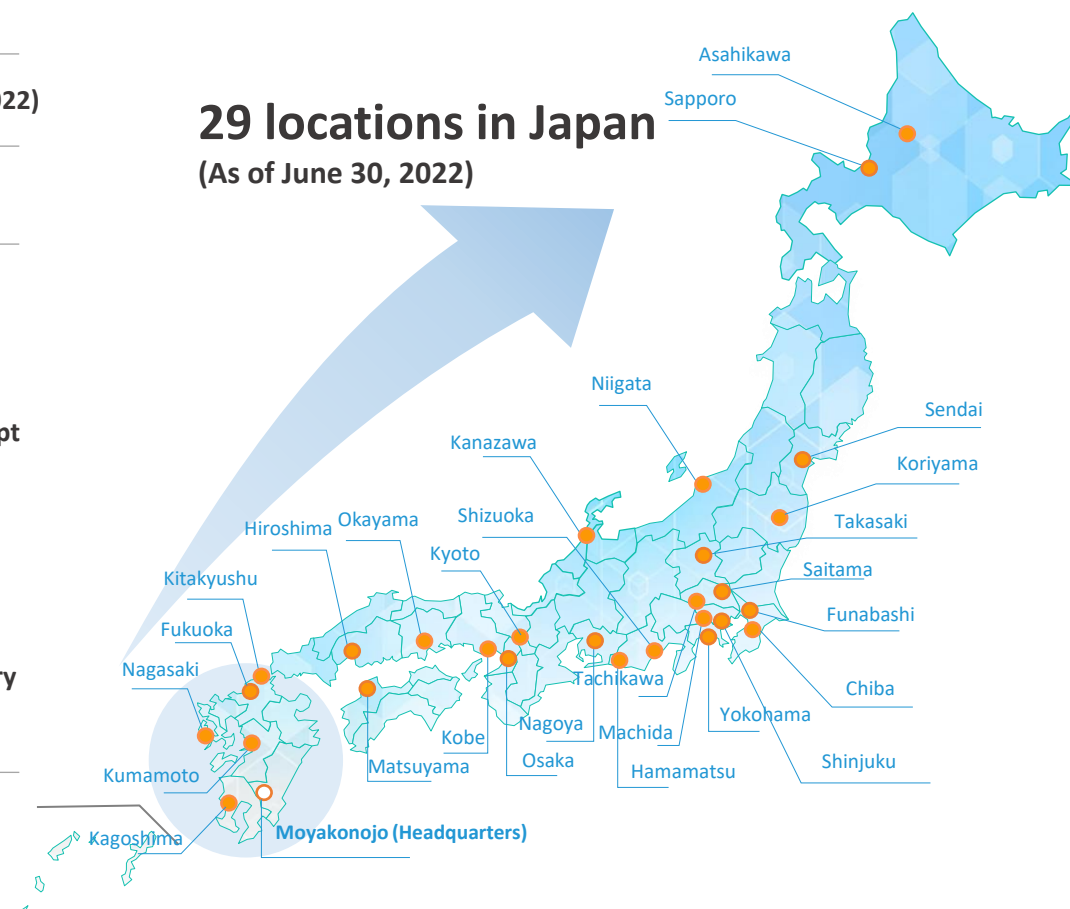 022)
29 locations in Japan
(As of June 30, 2022)
Asahikawa
Sapporo
Niigata
Sendai
pt
Kanazawa
Koriyama
Shizuoka
Okayama
Hiroshima
Takasaki
Kyoto
Saitama
Kitakyushu
Funabashi
Fukuoka
Nagasaki
ry
Tachikawa
Chiba
Yokohama
Nagoya
Machida
Kobe
Osaka
Shinjuku
Matsuyama
Hamamatsu
Kumamoto
Kagoshima
Moyakonojo (Headquarters)